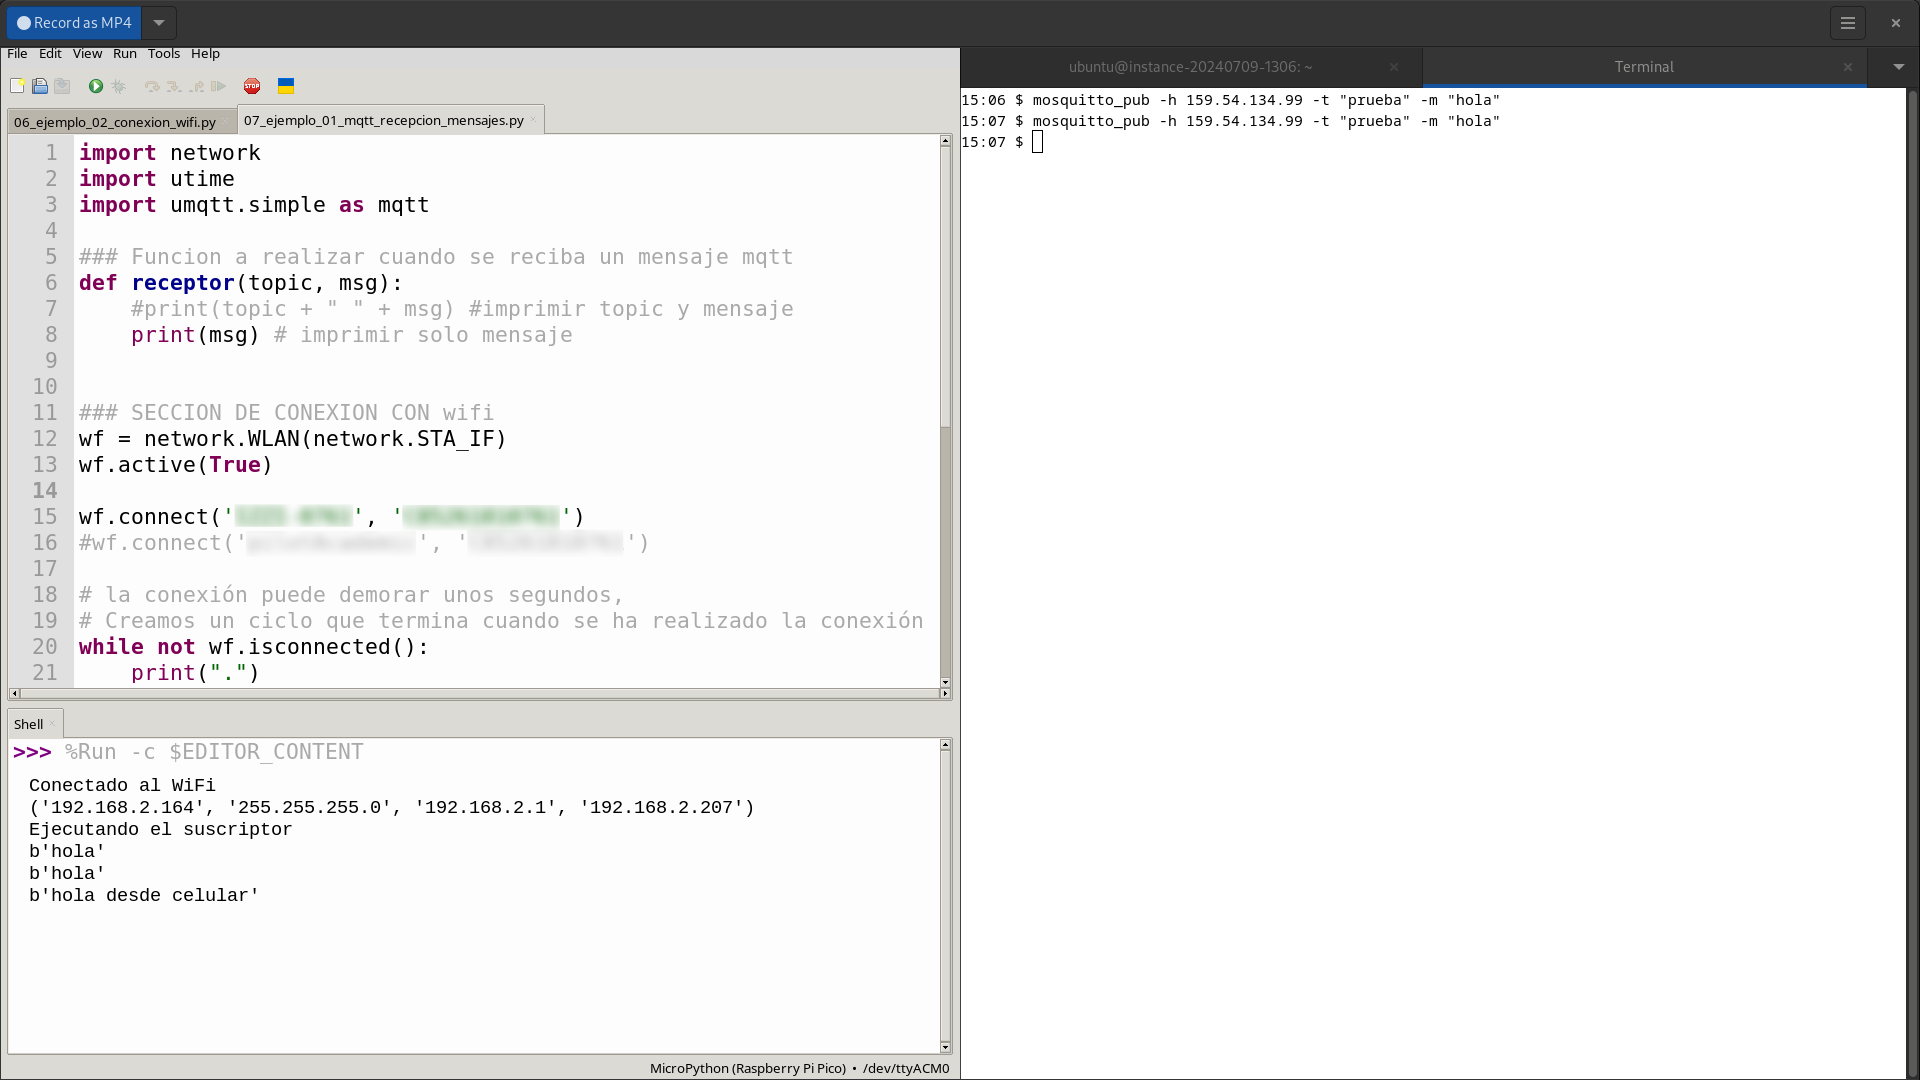 Record as MP4
File Edit View Run Tools Help
STOP
06_ejemplo_02_conexion_wifi.py
07_ejemplo_01_mqtt_recepcion_mensajes.py
1 import network
2 import utime
3 import umqtt.simple as mqtt
4
5 ### Funcion a realizar cuando se reciba un mensaje mqtt
6 def receptor(topic, msg):
7 #print(topic + " " + msg) #imprimir topic y mensaje
8 print(msg) # imprimir solo mensaje
9
10
11 ### SECCION DE CONEXION CON wifi
12 wf = network.WLAN(network.STA_IF)
13 wf.active(True)
14
15 wf.connect('', '')
16 #wf.connect('', '')
17
18 # la conexión puede demorar unos segundos,
19 # Creamos un ciclo que termina cuando se ha realizado la conexión
20 while not wf.isconnected():
21 print(".")
Shell
>>> %Run -c $EDITOR_CONTENT
Conectado al WiFi
('192.168.2.164', '255.255.255.0', '192.168.2.1', '192.168.2.207')
Ejecutando el suscriptor
b'hola'
b'hola'
b'hola desde celular'
MicroPython (Raspberry Pi Pico) • /dev/ttyACM0
ubuntu@instance-20240709-1306: ~
Terminal
15:06 $ mosquitto_pub -h 159.54.134.99 -t "prueba" -m "hola"
15:07 $ mosquitto_pub -h 159.54.134.99 -t "prueba" -m "hola"
15:07 $